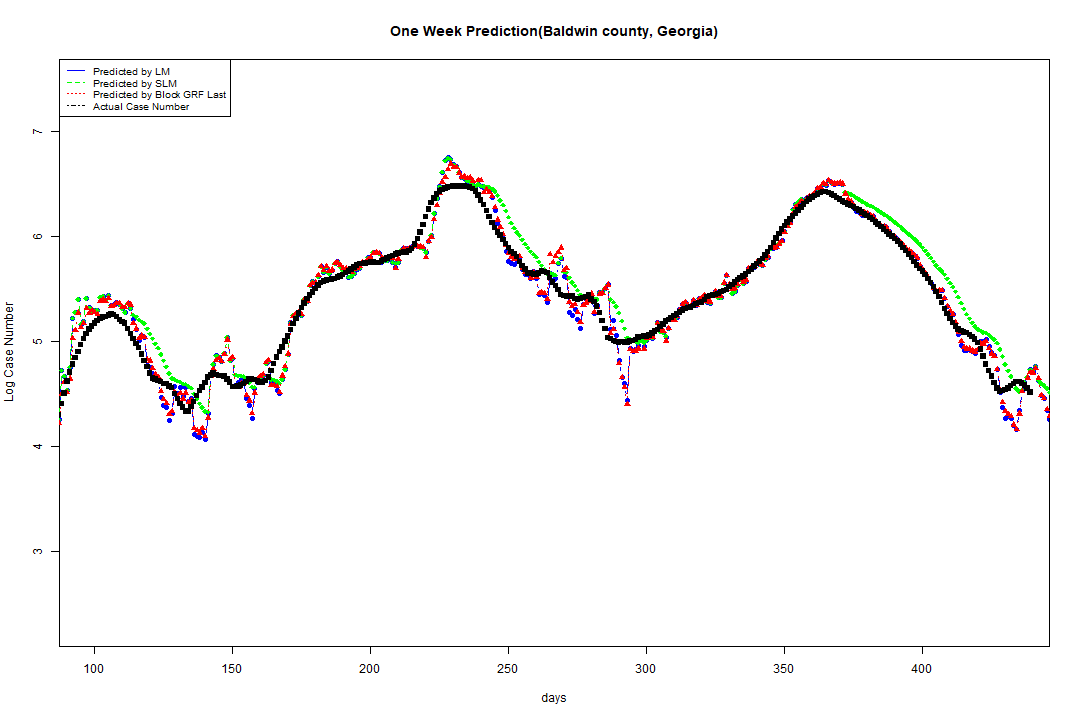 One Week Prediction(Baldwin county, Georgia)
Predicted by LM
Predicted by SLM
Predicted by Block GRF Last
Actual Case Number
7
6
5
4
3
Log Case Number
100 150 200 250 300 350 400
days